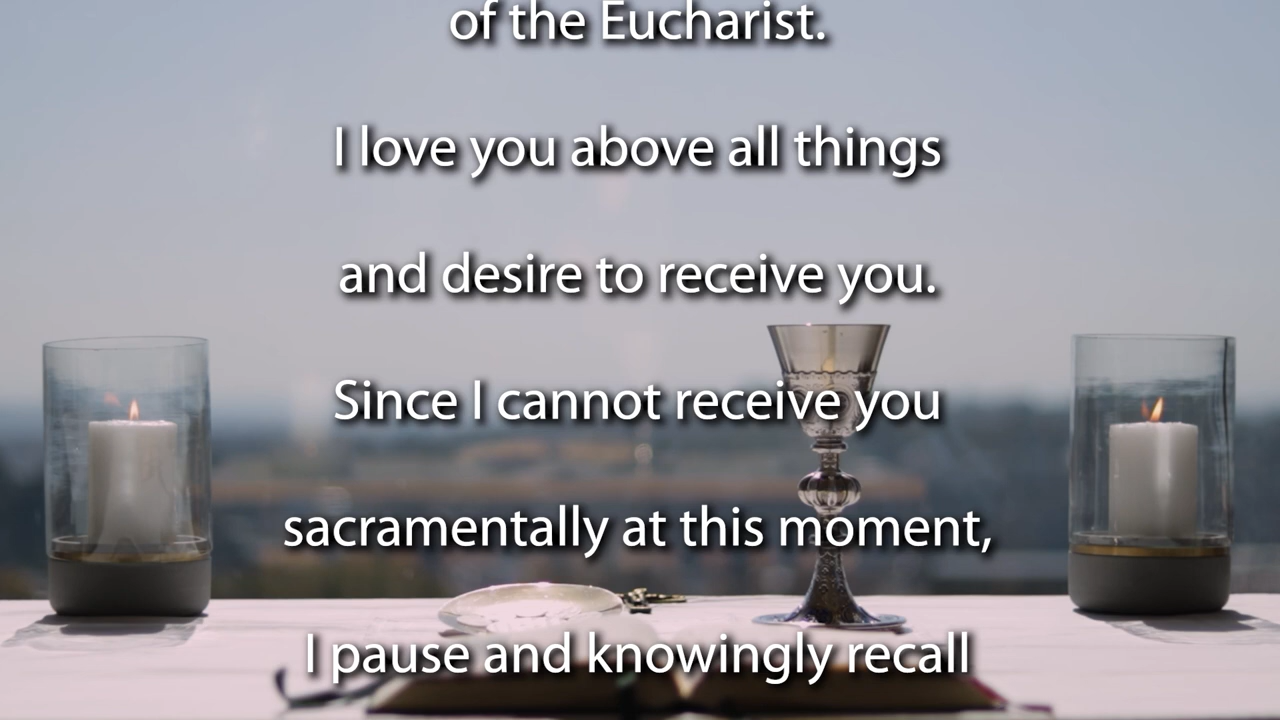 of the Eucharist.
I love you above all things
and desire to receive you.
Since I cannot receive you
sacramentally at this moment,
I pause and knowingly recall